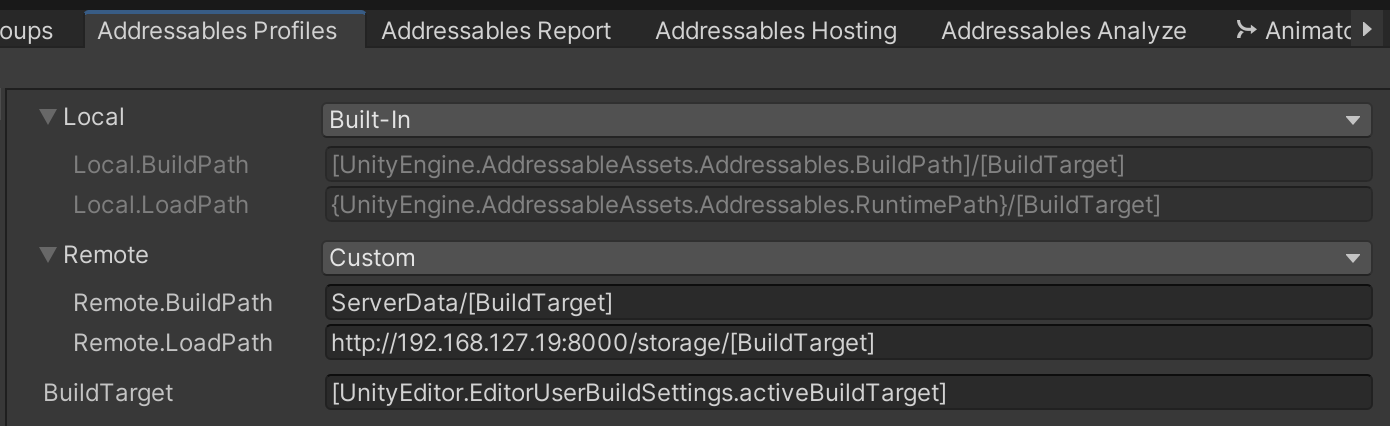 oups Addressables Profiles Addressables Report Addressables Hosting Addressables Analyze Animato
Local Built-In
Local.BuildPath [UnityEngine.AddressableAssets.Addressables.BuildPath]/[BuildTarget]
Local.LoadPath {UnityEngine.AddressableAssets.Addressables.RuntimePath}/[BuildTarget]
Remote Custom
Remote.BuildPath ServerData/[BuildTarget]
Remote.LoadPath http://192.168.127.19:8000/storage/[BuildTarget]
BuildTarget [UnityEditor.EditorUserBuildSettings.activeBuildTarget]